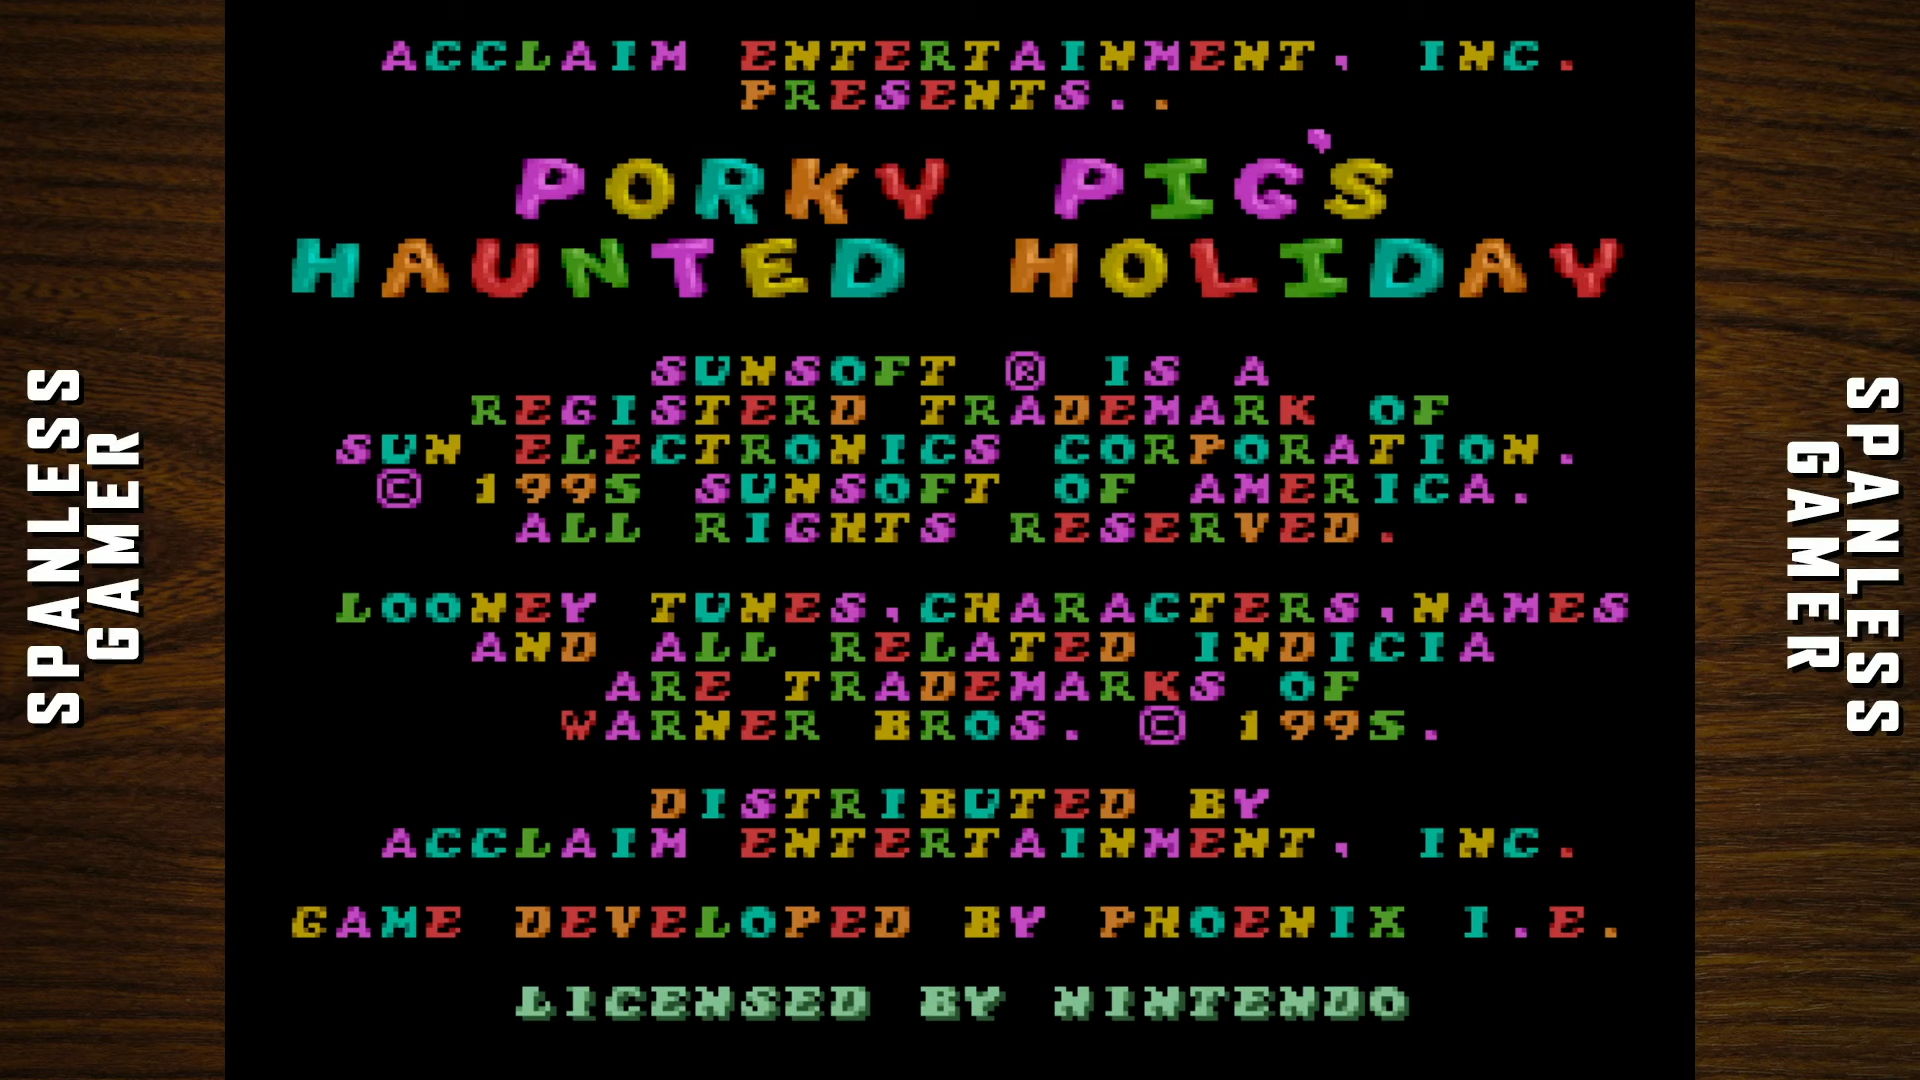 ACCLAIM ENTERTAINMENT, INC.
PRESENTS..
PORKY PIG'S
HAUNTED HOLIDAY
SUNSOFT ® IS A
REGISTERD TRADEMARK OF
SUN ELECTRONICS CORPORATION.
© 1995 SUNSOFT OF AMERICA.
ALL RIGHTS RESERVED.
LOONEY TUNES,CHARACTERS,NAMES
AND ALL RELATED INDICIA
ARE TRADEMARKS OF
WARNER BROS. © 1995.
DISTRIBUTED BY
ACCLAIM ENTERTAINMENT, INC.
GAME DEVELOPED BY PHOENIX I.E.
LICENSED BY NINTENDO
SPANLESS
GAMER
SPANLESS
GAMER